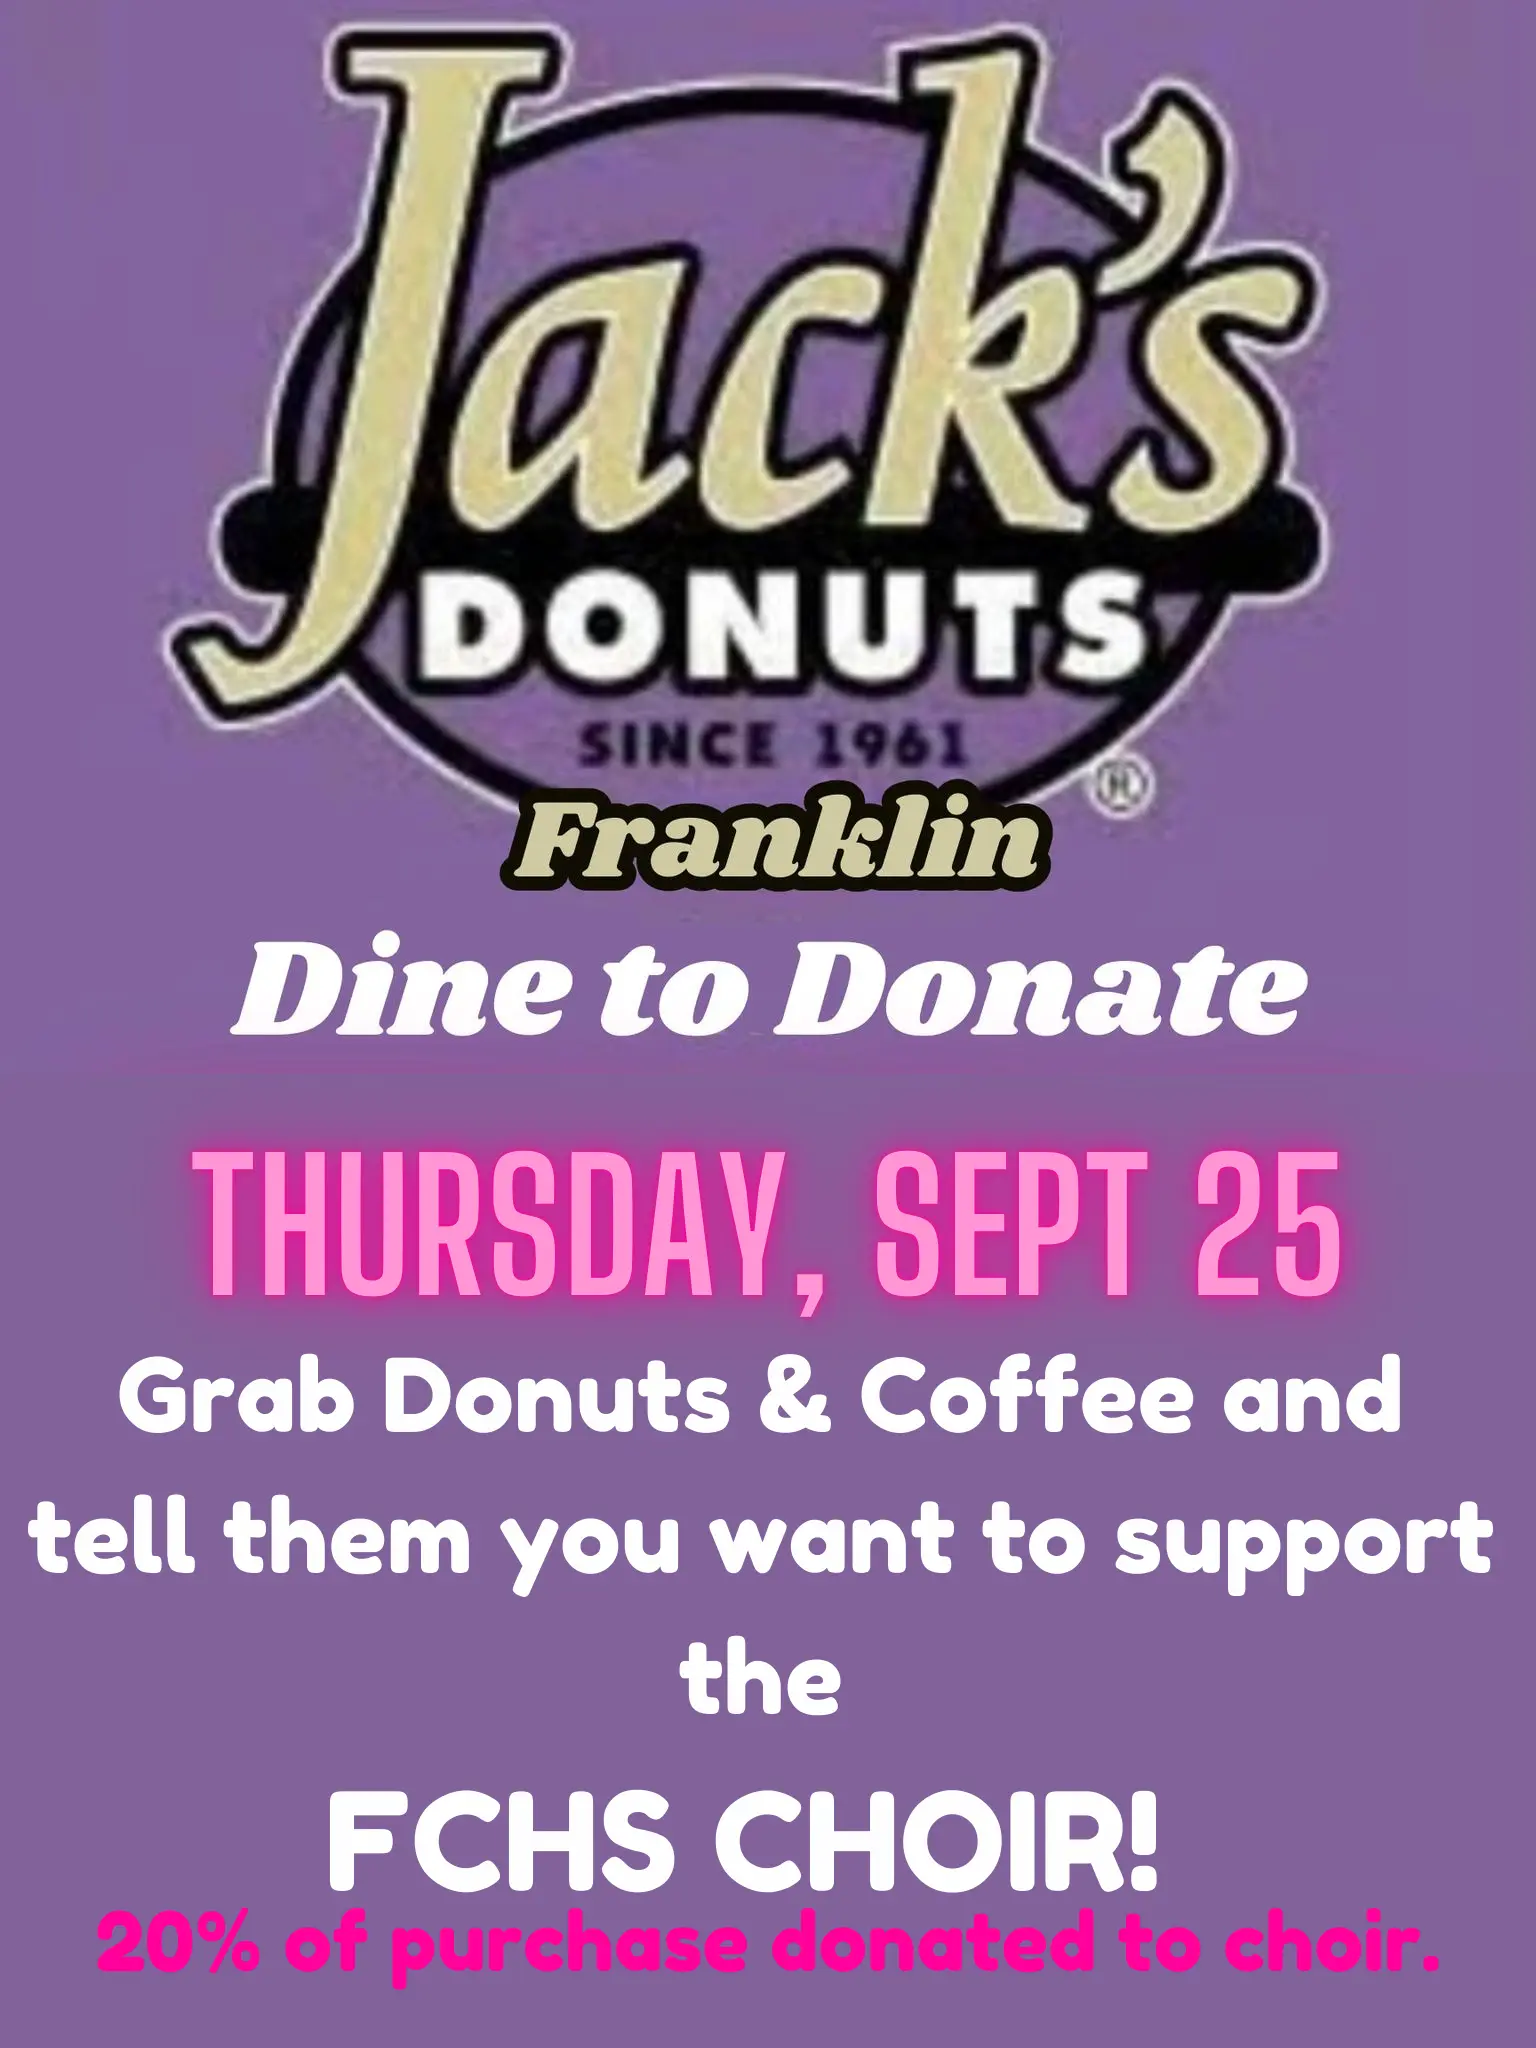 Jack's
DONUTS
SINCE 1961
®
Franklin
Dine to Donate
THURSDAY, SEPT 25
Grab Donuts & Coffee and
tell them you want to support
the
FCHS CHOIR!
20% of purchase donated to choir.